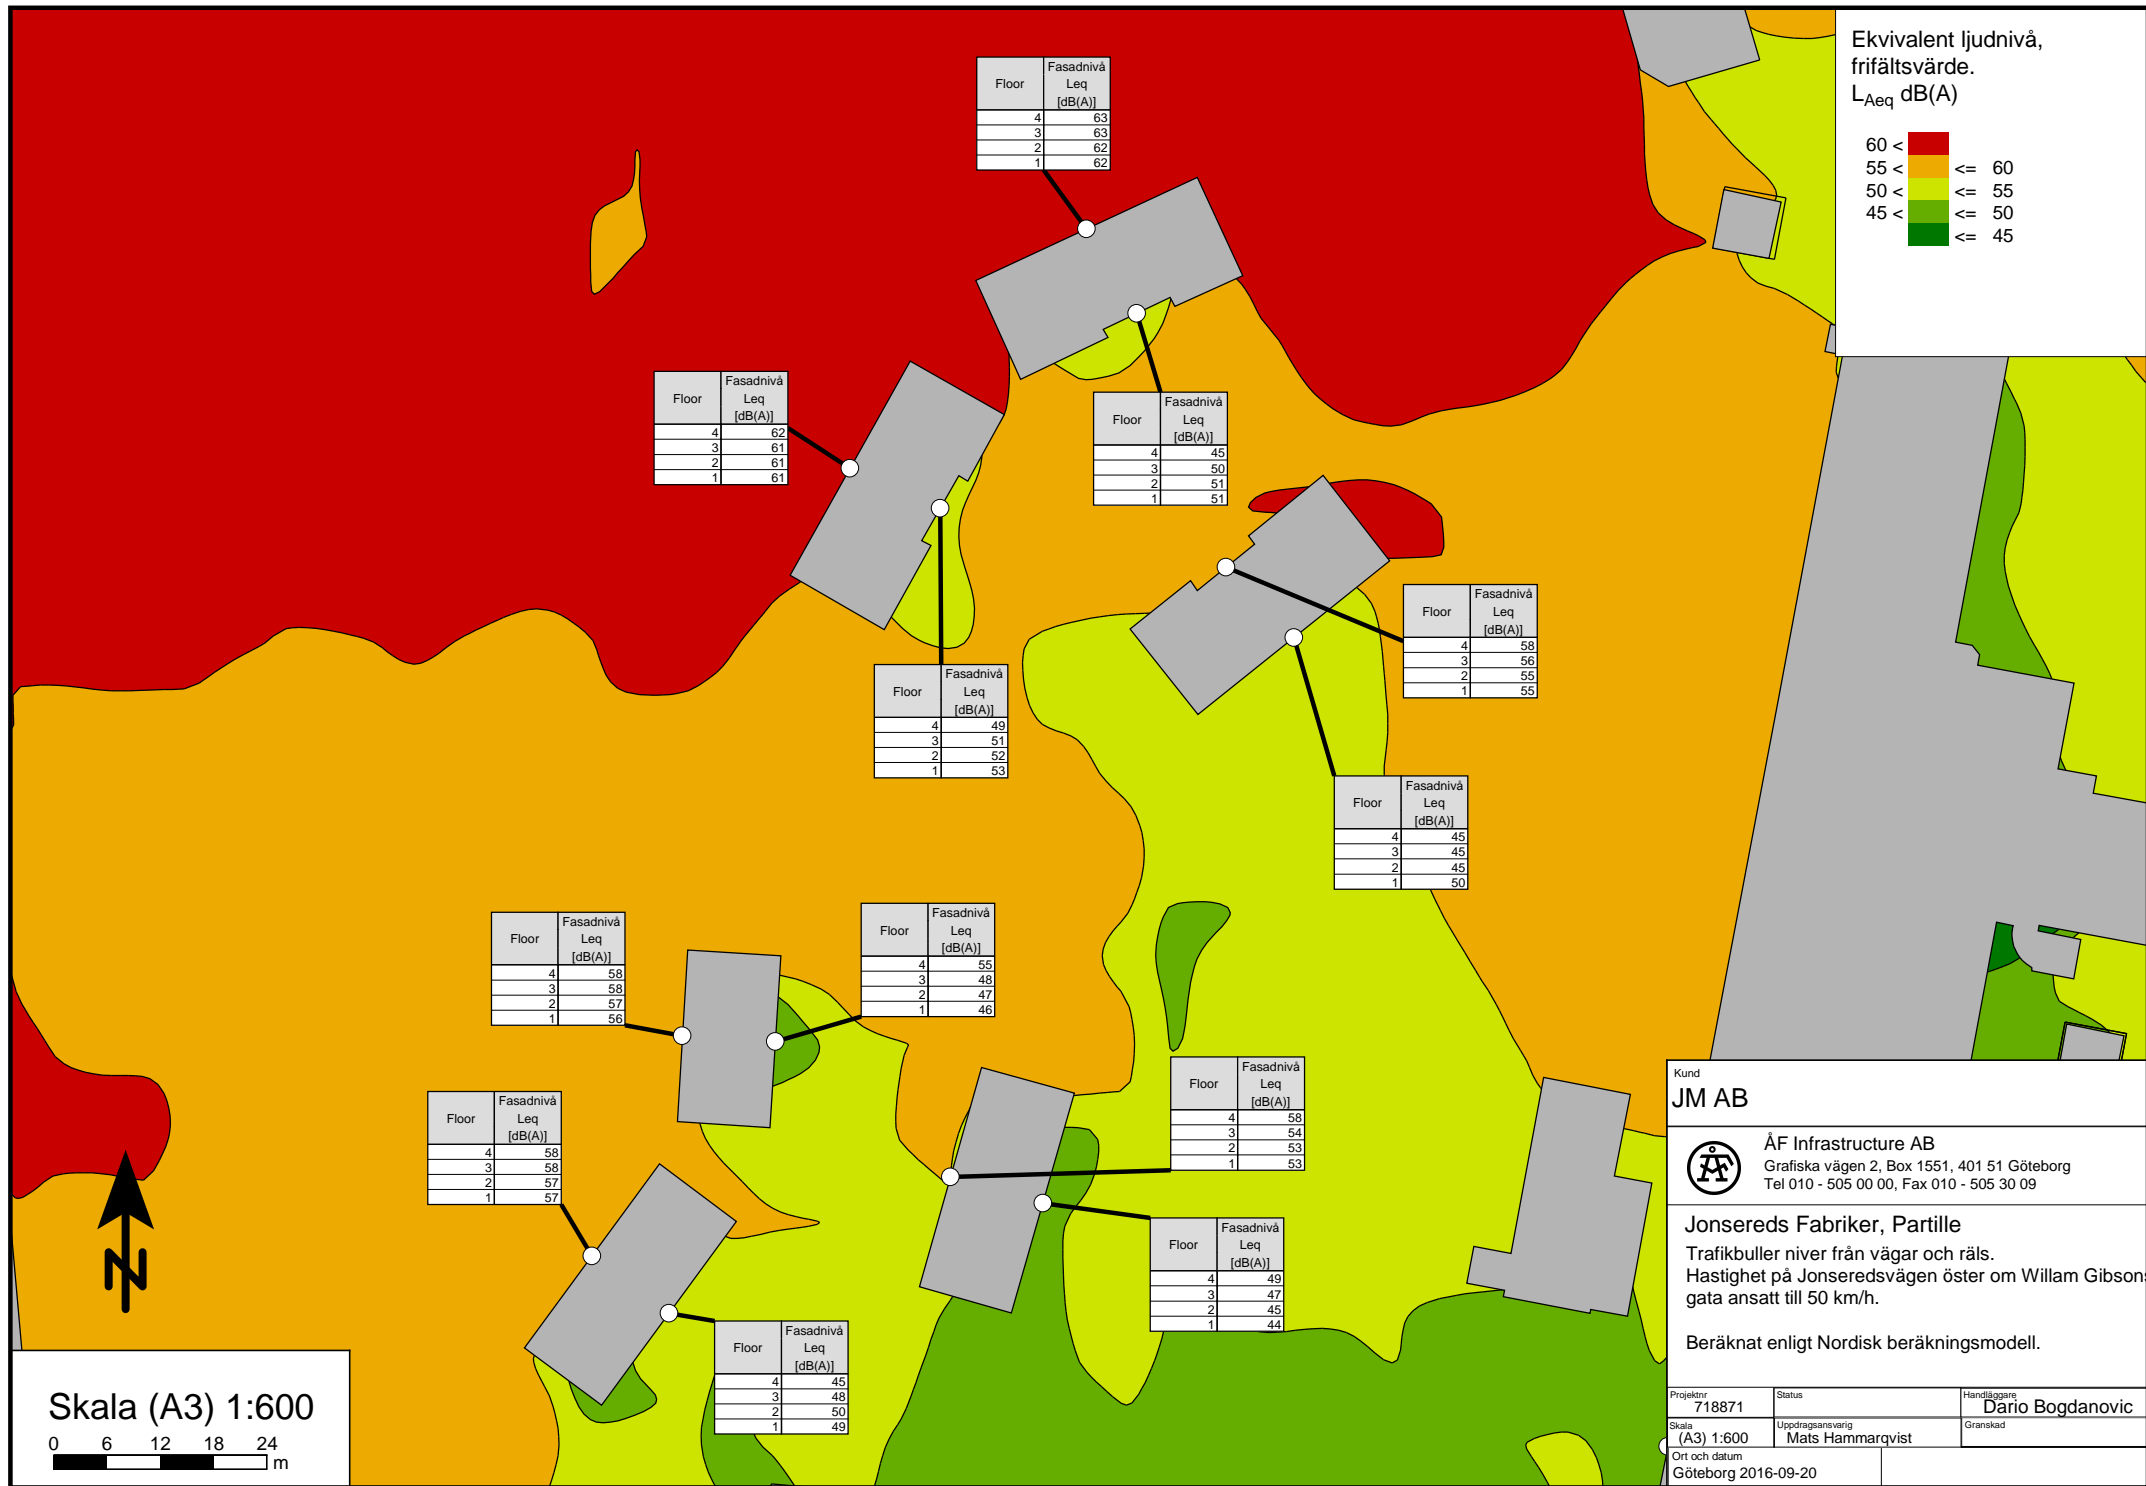 Ekvivalent ljudnivå,
frifältsvärde.
LAeq dB(A)
60 <
55 < <= 60
50 < <= 55
45 < <= 50
<= 45
Floor Fasadnivå Leq [dB(A)]
4 63
3 63
2 62
1 62
Floor Fasadnivå Leq [dB(A)]
4 62
3 61
2 61
1 61
Floor Fasadnivå Leq [dB(A)]
4 45
3 50
2 51
1 51
Floor Fasadnivå Leq [dB(A)]
4 58
3 56
2 55
1 55
Floor Fasadnivå Leq [dB(A)]
4 49
3 51
2 52
1 53
Floor Fasadnivå Leq [dB(A)]
4 45
3 45
2 45
1 50
Floor Fasadnivå Leq [dB(A)]
4 58
3 58
2 57
1 56
Floor Fasadnivå Leq [dB(A)]
4 55
3 48
2 47
1 46
Floor Fasadnivå Leq [dB(A)]
4 58
3 54
2 53
1 53
Floor Fasadnivå Leq [dB(A)]
4 58
3 58
2 57
1 57
Floor Fasadnivå Leq [dB(A)]
4 49
3 47
2 45
1 44
Floor Fasadnivå Leq [dB(A)]
4 45
3 48
2 50
1 49
N
Skala (A3) 1:600
0 6 12 18 24
m
Kund
JM AB
ÅF
ÅF Infrastructure AB
Grafiska vägen 2, Box 1551, 401 51 Göteborg
Tel 010 - 505 00 00, Fax 010 - 505 30 09
Jonsereds Fabriker, Partille
Trafikbuller niver från vägar och räls.
Hastighet på Jonseredsvägen öster om Willam Gibsons
gata ansatt till 50 km/h.
Beräknat enligt Nordisk beräkningsmodell.
Projektnr Status Handläggare
718871 Dario Bogdanovic
Skala Uppdragsansvarig Granskad
(A3) 1:600 Mats Hammarqvist
Ort och datum
Göteborg 2016-09-20